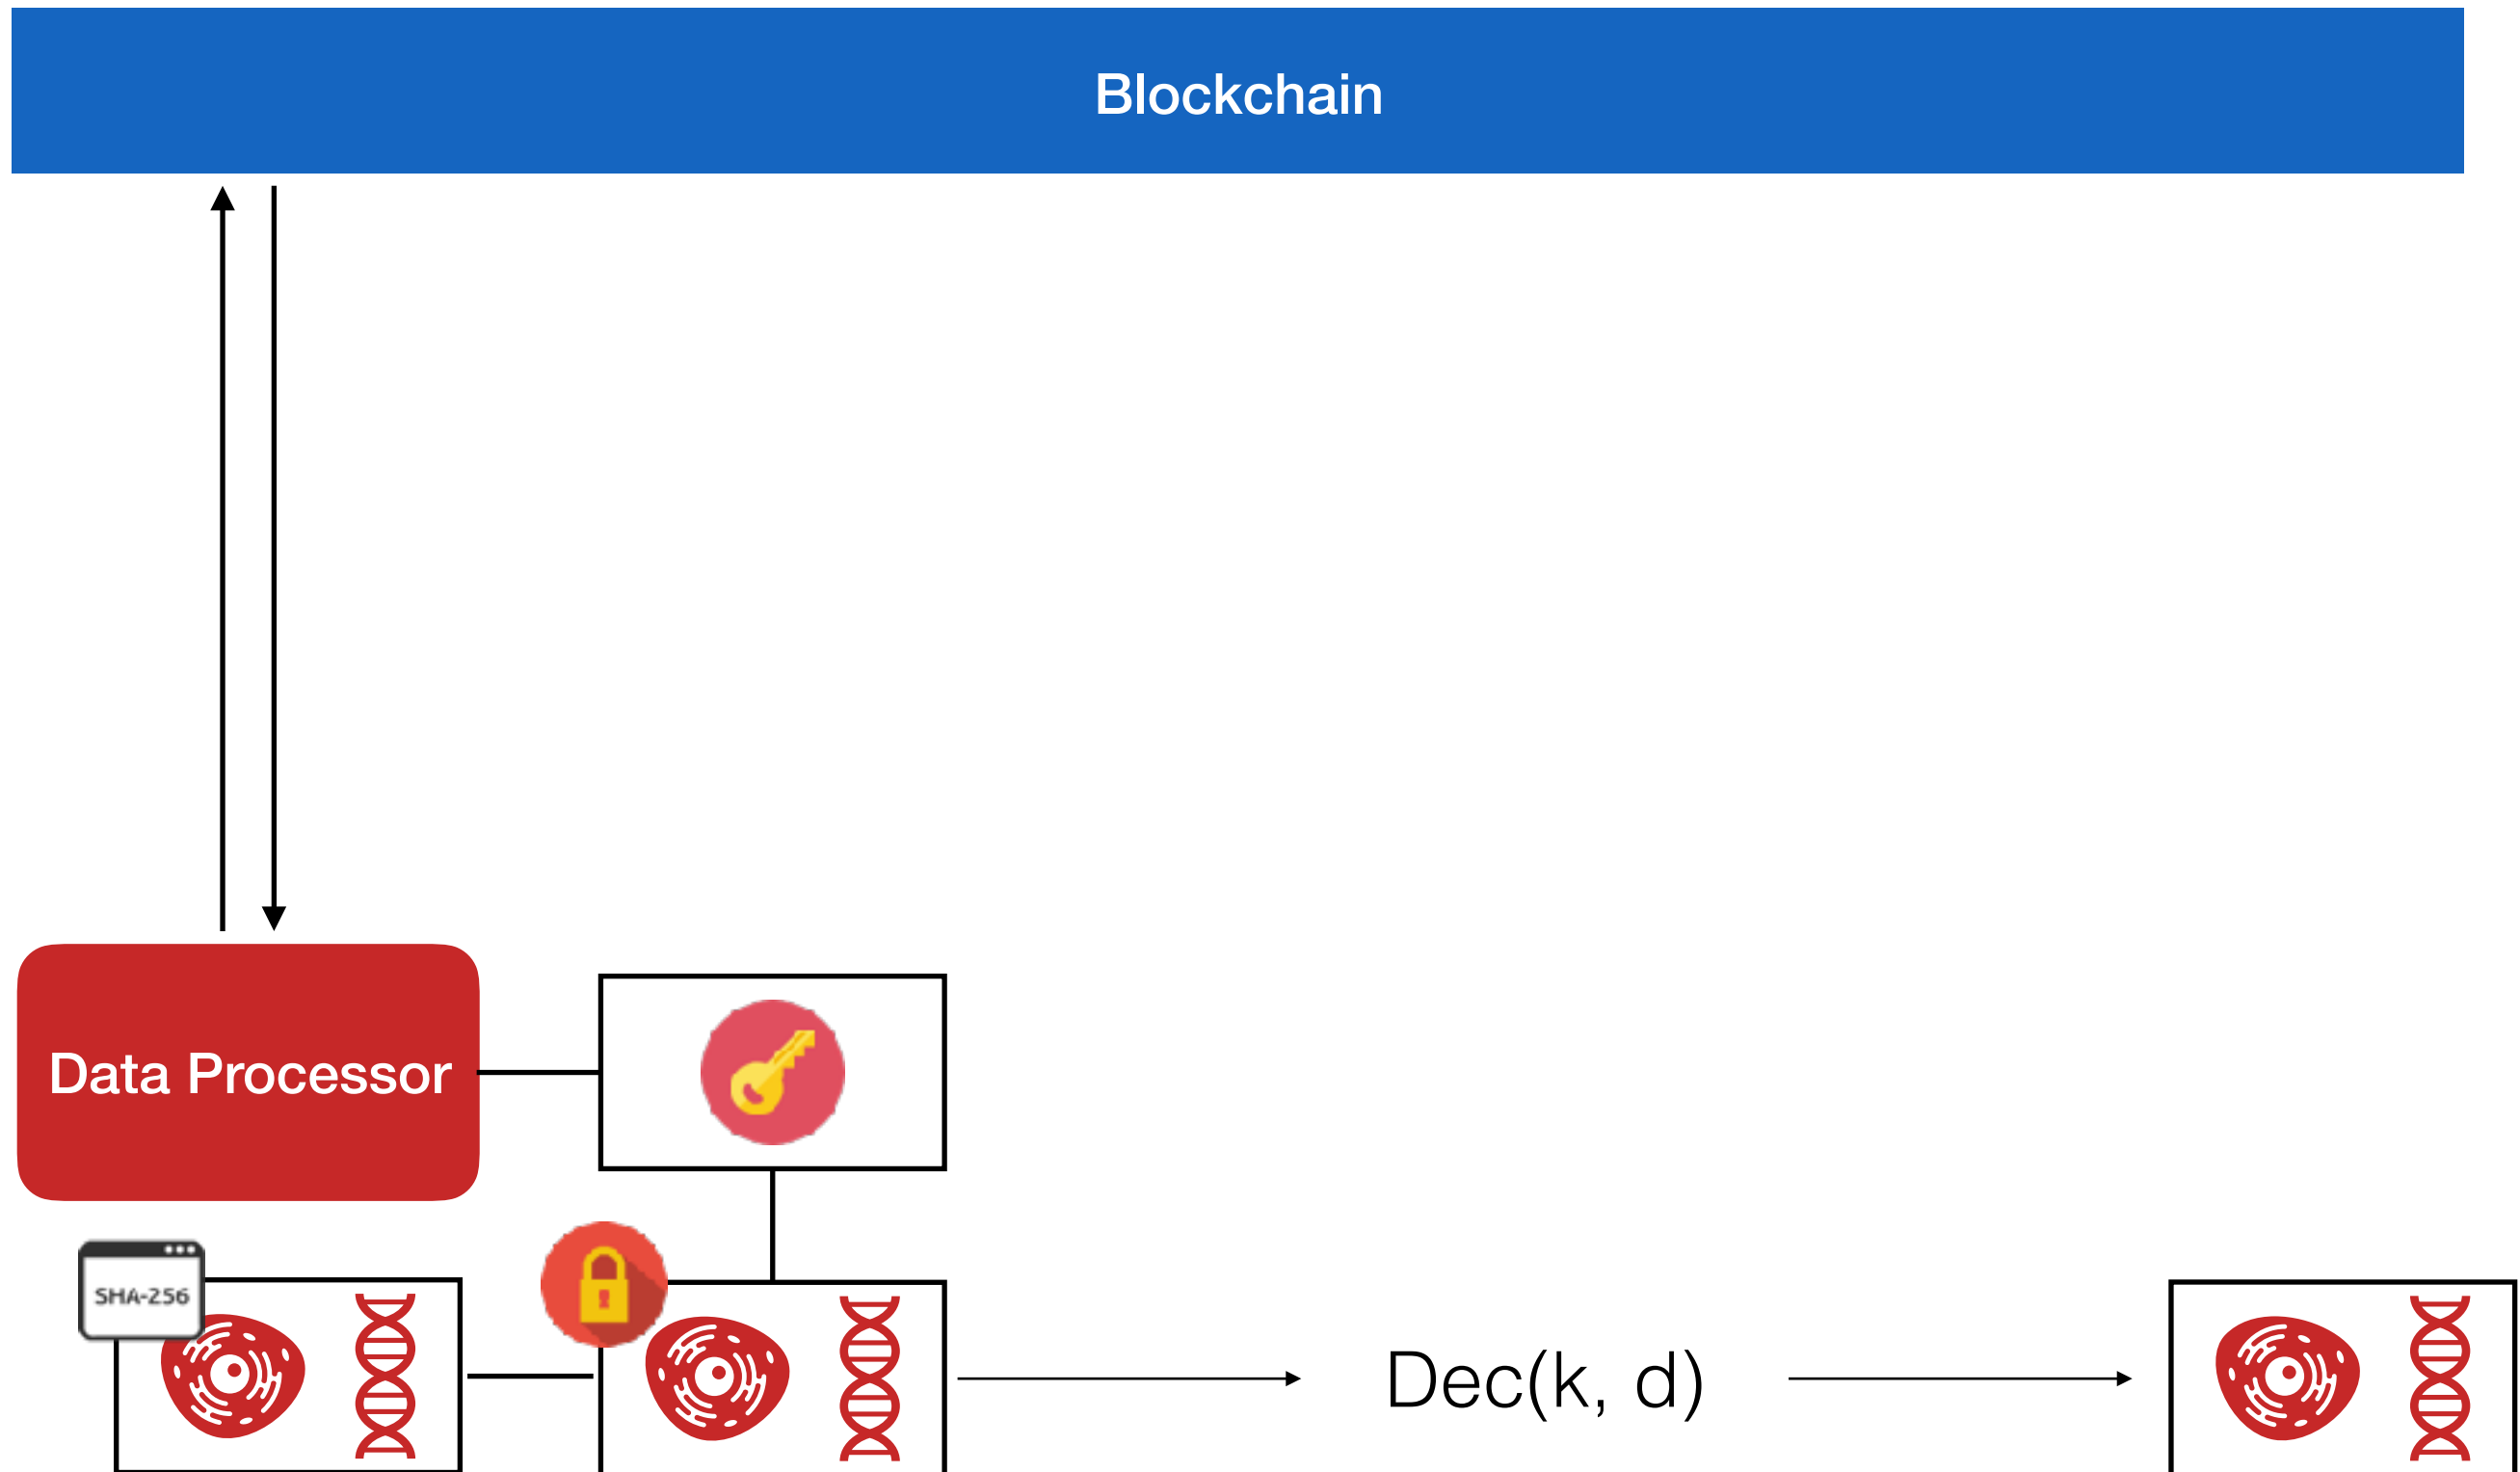 Blockchain
Data Processor
SHA-256
Dec(k, d)